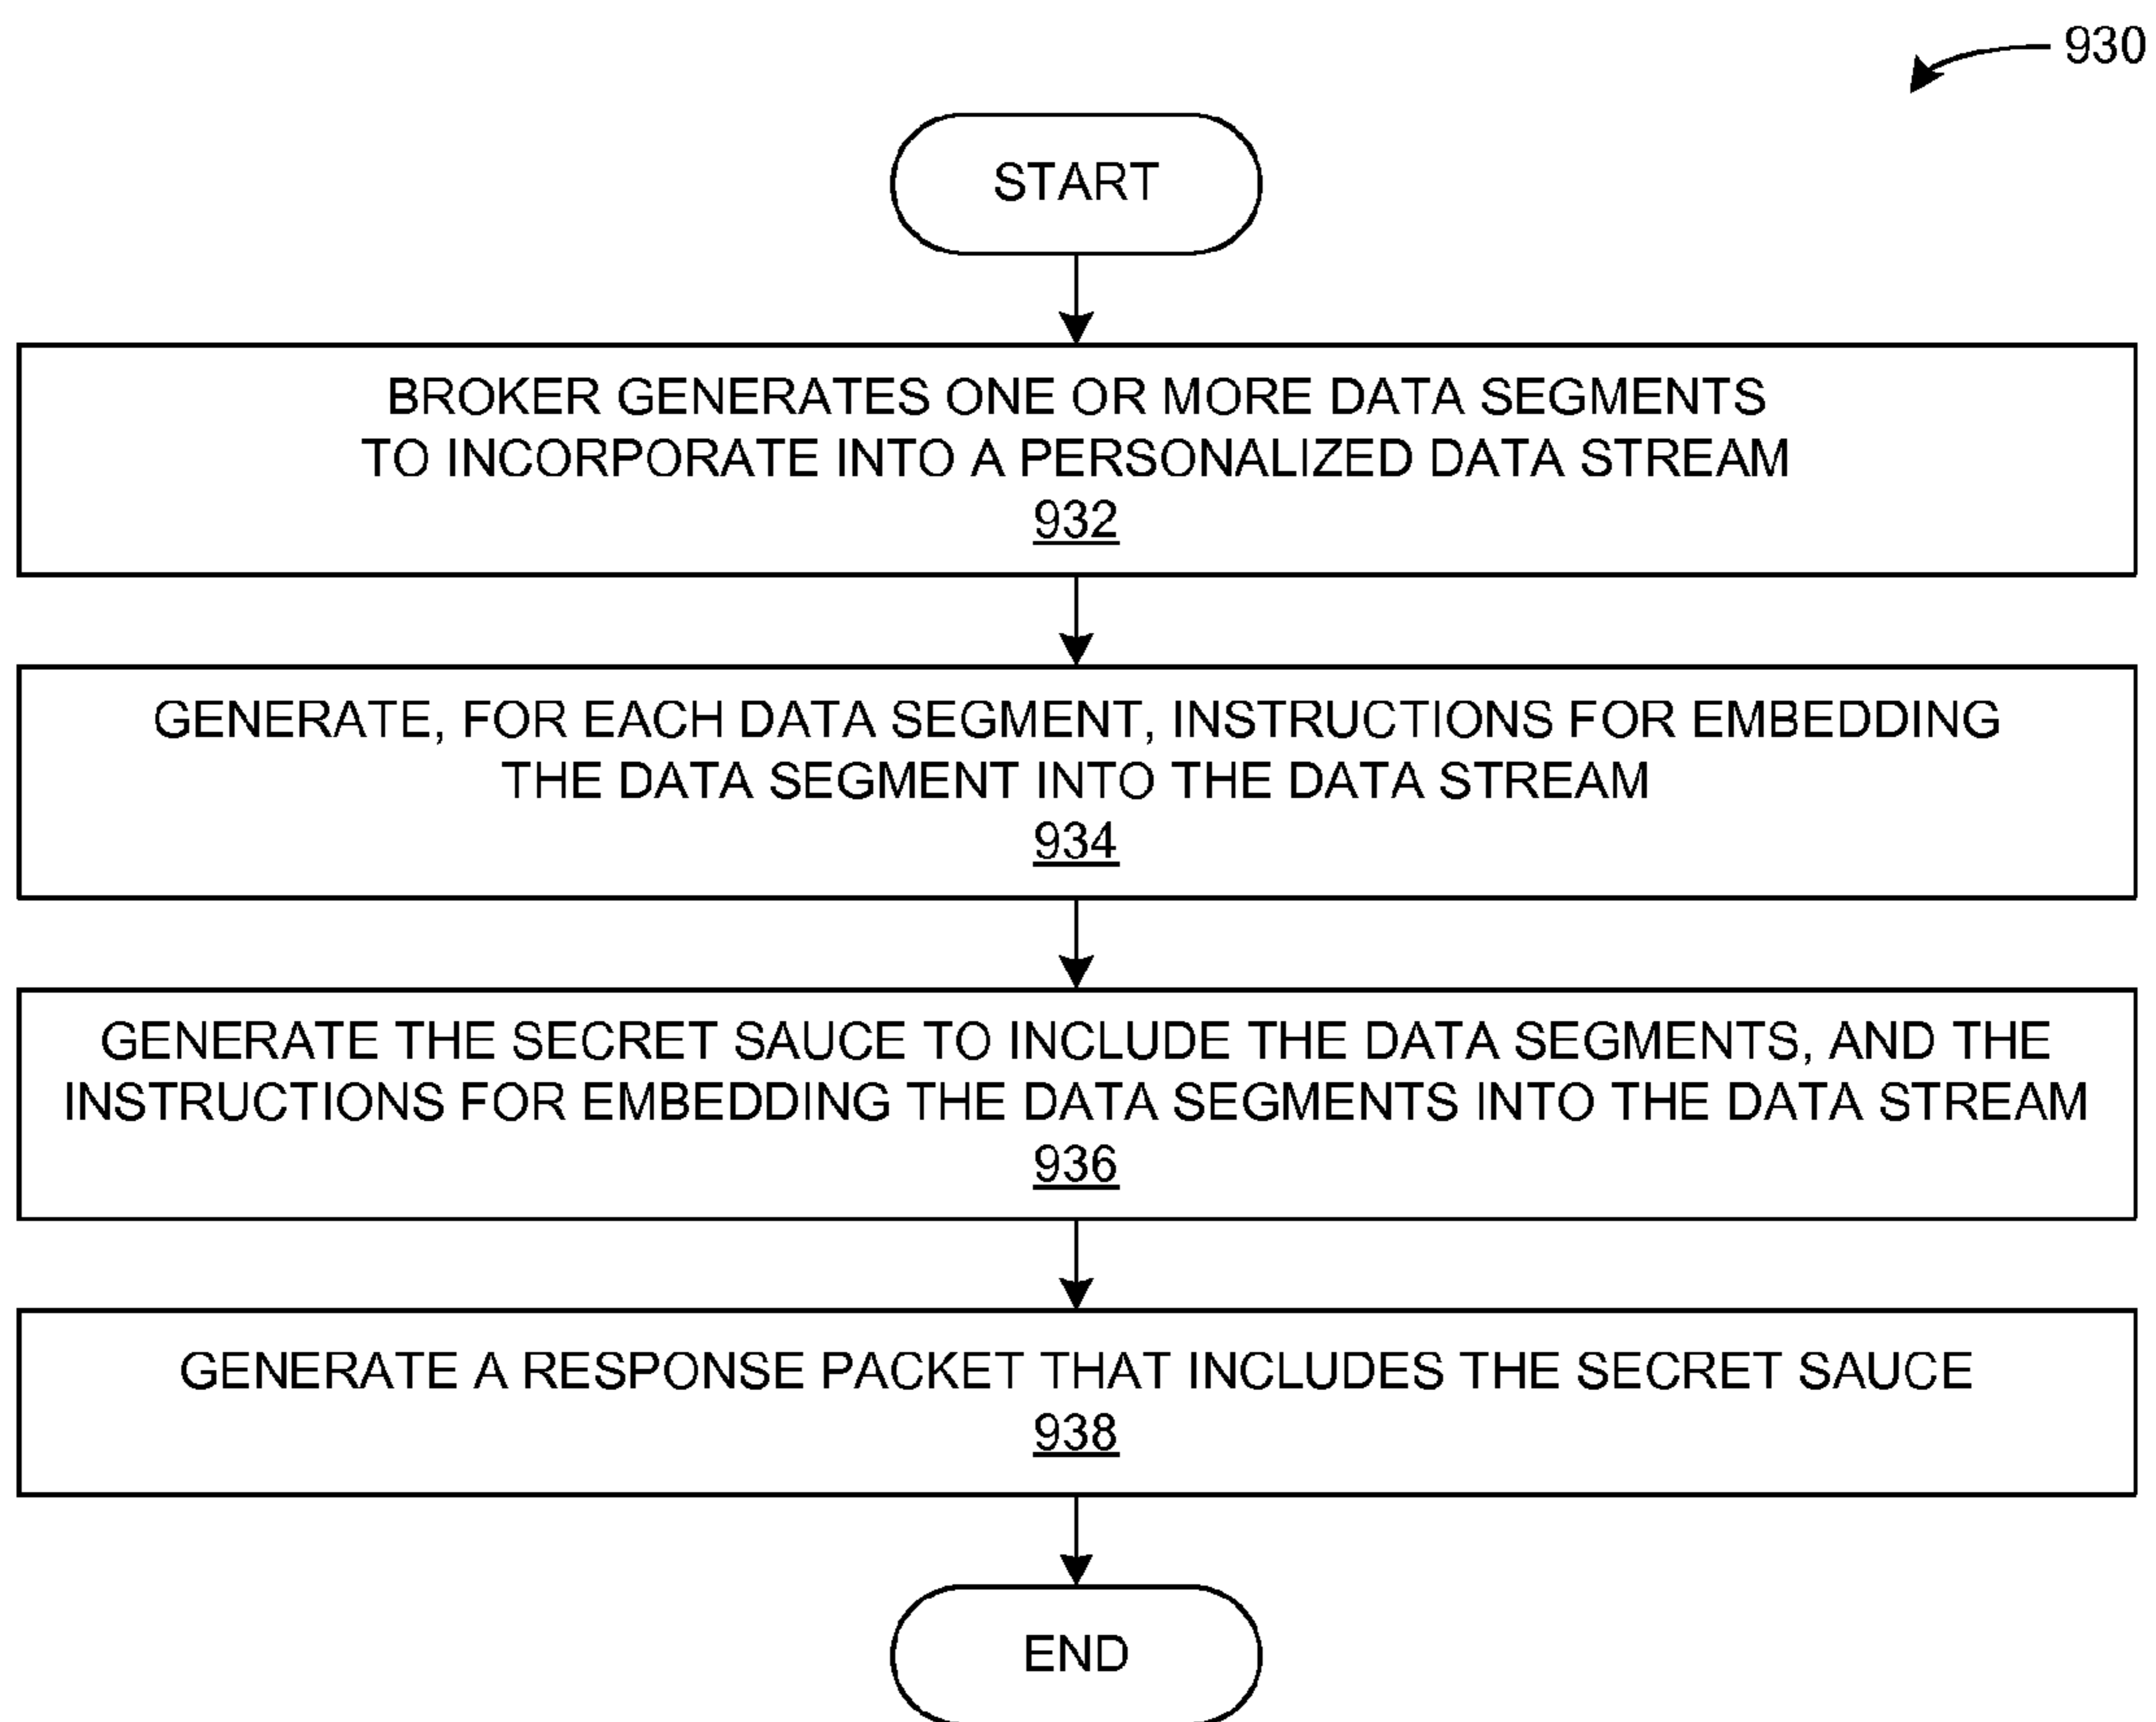 930
START
BROKER GENERATES ONE OR MORE DATA SEGMENTS
TO INCORPORATE INTO A PERSONALIZED DATA STREAM
932
GENERATE, FOR EACH DATA SEGMENT, INSTRUCTIONS FOR EMBEDDING
THE DATA SEGMENT INTO THE DATA STREAM
934
GENERATE THE SECRET SAUCE TO INCLUDE THE DATA SEGMENTS, AND THE
INSTRUCTIONS FOR EMBEDDING THE DATA SEGMENTS INTO THE DATA STREAM
936
GENERATE A RESPONSE PACKET THAT INCLUDES THE SECRET SAUCE
938
END